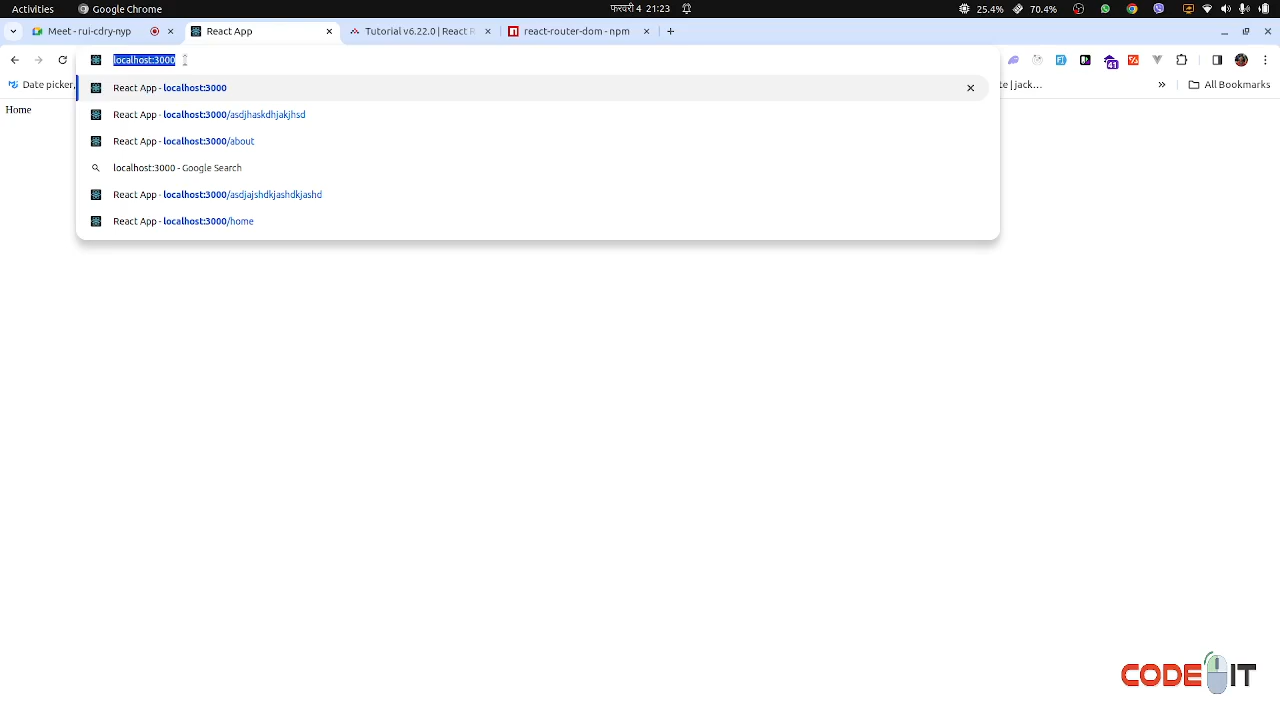 Activities Google Chrome फरवरी 4 21:23 25.4% 70.4%
Meet - rui-cdry-nyp React App Tutorial v6.22.0 | React R react-router-dom - npm
localhost:3000 41
React App - localhost:3000
Date picker, te | jack… » All Bookmarks
Home
React App - localhost:3000/asdjhaskdhjakjhsd
React App - localhost:3000/about
localhost:3000 - Google Search
React App - localhost:3000/asdjajshdkjashdkjashd
React App - localhost:3000/home
CODE IT